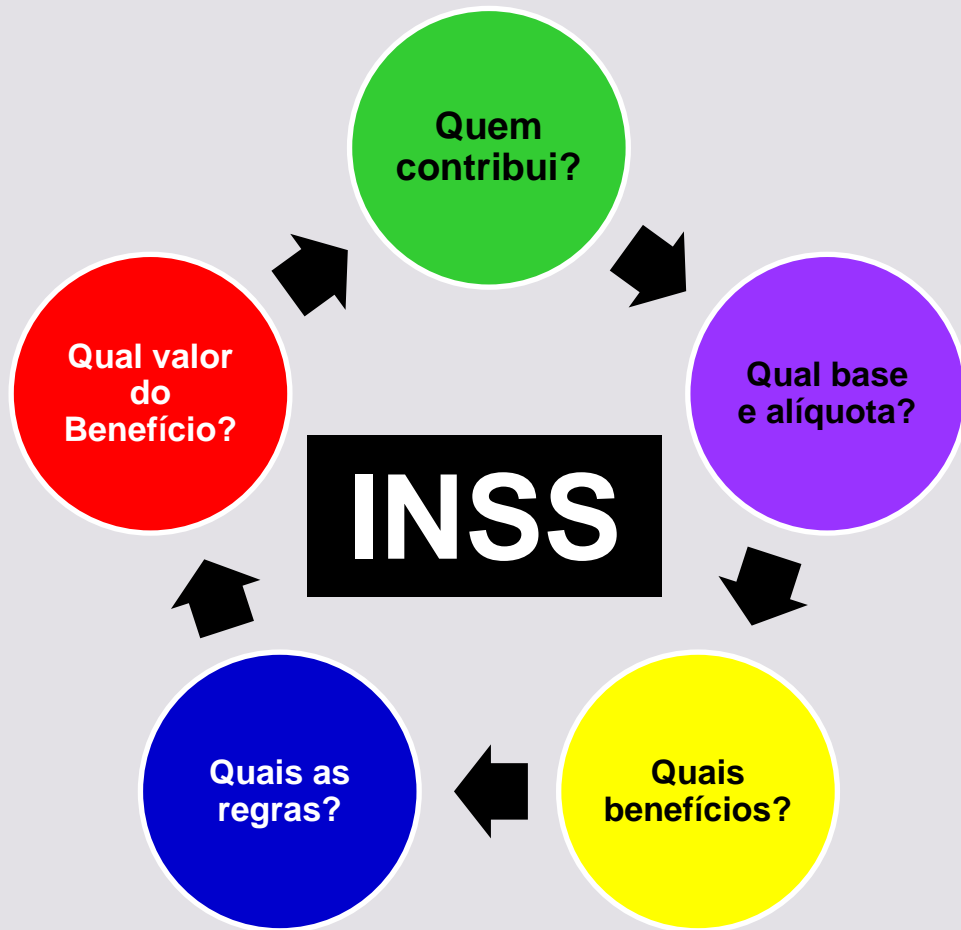 Quem
contribui?
Qual base
e alíquota?
Quais
benefícios?
Quais as
regras?
Qual valor
do
Benefício?
INSS